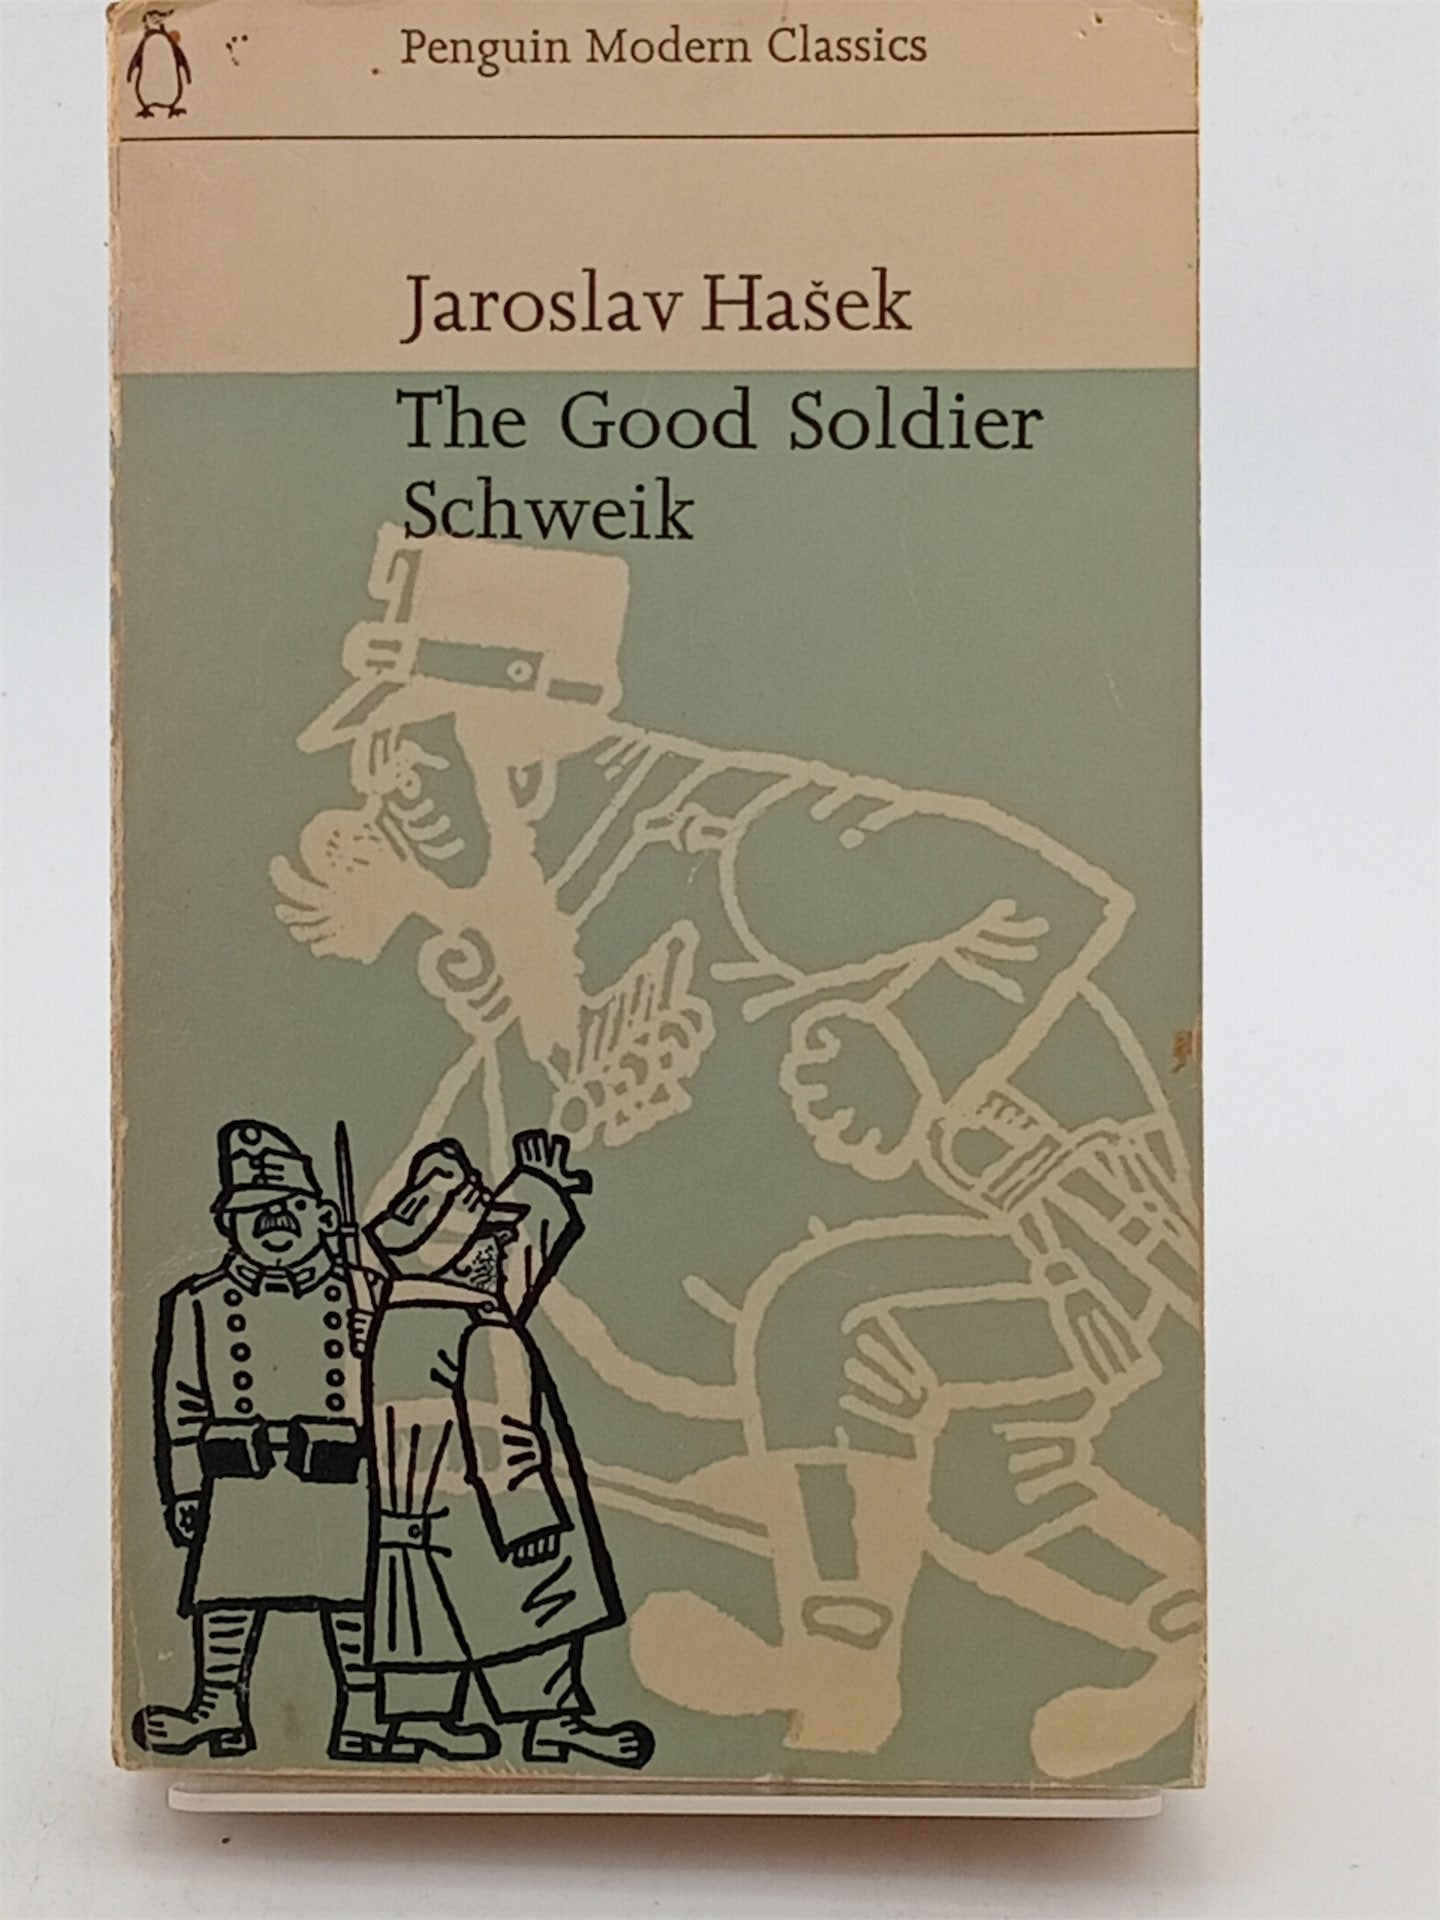 Penguin Modern Classics
Jaroslav Hašek
The Good Soldier
Schweik